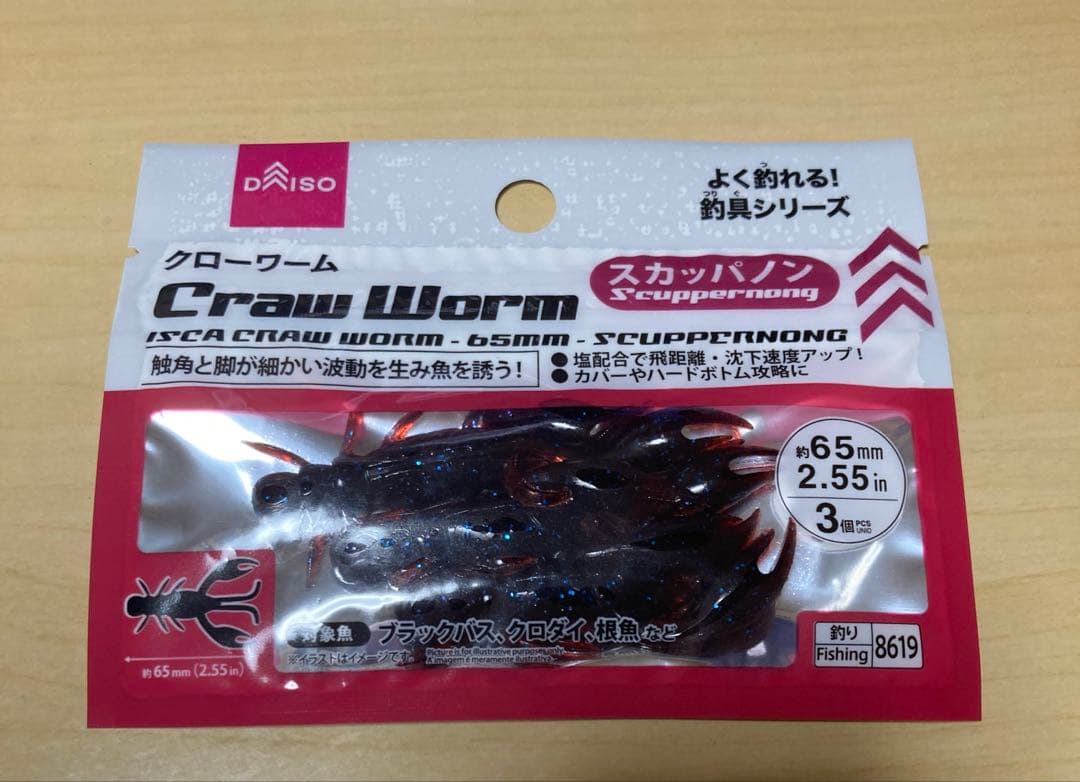 DAISO
よく釣れる!
釣具シリーズ
クローワーム
Craw Worm
スカッパノン
Scuppernong
ISCA CRAW WORM - 65MM - SCUPPERNONG
触角と脚が細かい波動を生み魚を誘う!
●塩配合で飛距離・沈下速度アップ!
●カバーやハードボトム攻略に
約65mm
2.55in
3個 PCS UNID
対象魚 ブラックバス、クロダイ、根魚 など
※イラストはイメージです。
Picture is for illustrative purposes only.
A imagem é meramente ilustrativa.
約65mm (2.55in)
釣り
Fishing
8619